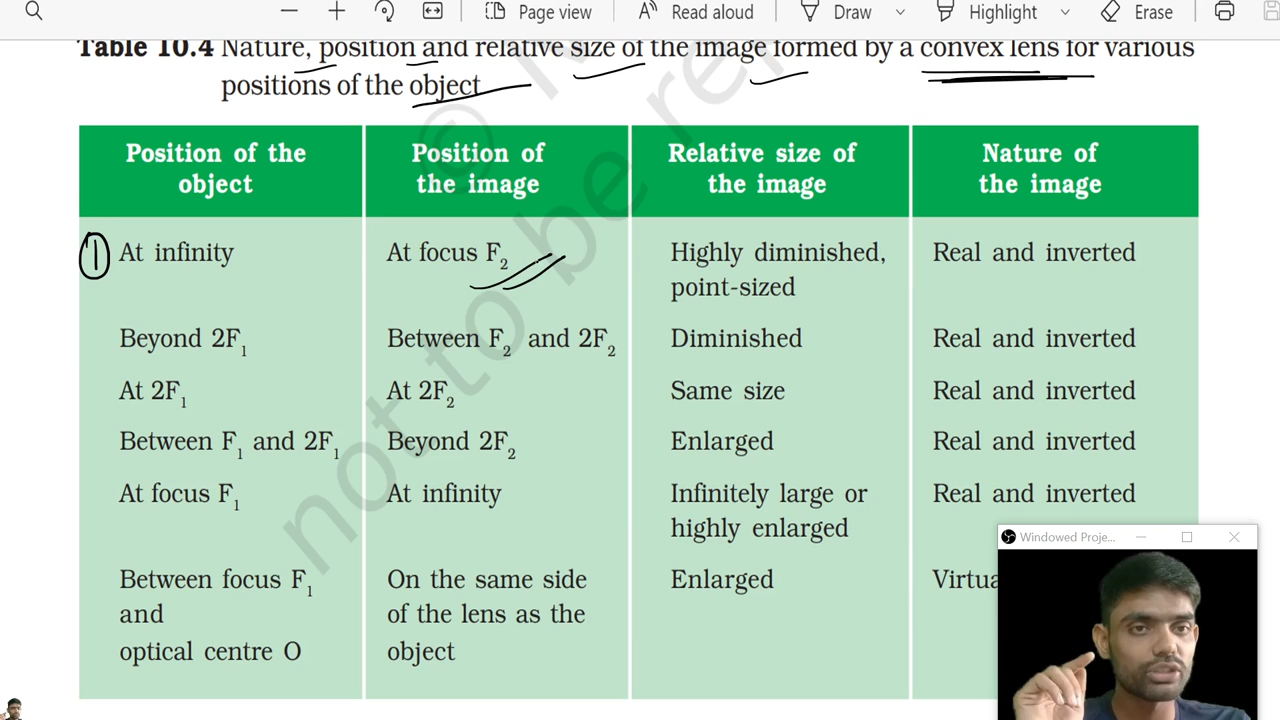 Page view
Read aloud
Draw
Highlight
Erase
Table 10.4 Nature, position and relative size of the image formed by a convex lens for various
positions of the object
Position of the
object
Position of
the image
Relative size of
the image
Nature of
the image
1 At infinity
At focus F2
Highly diminished,
point-sized
Real and inverted
Beyond 2F1
Between F2 and 2F2
Diminished
Real and inverted
At 2F1
At 2F2
Same size
Real and inverted
Between F1 and 2F1
Beyond 2F2
Enlarged
Real and inverted
At focus F1
At infinity
Infinitely large or
highly enlarged
Real and inverted
Between focus F1
and
optical centre O
On the same side
of the lens as the
object
Enlarged
Virtua
Windowed Proje...
©
not to be re